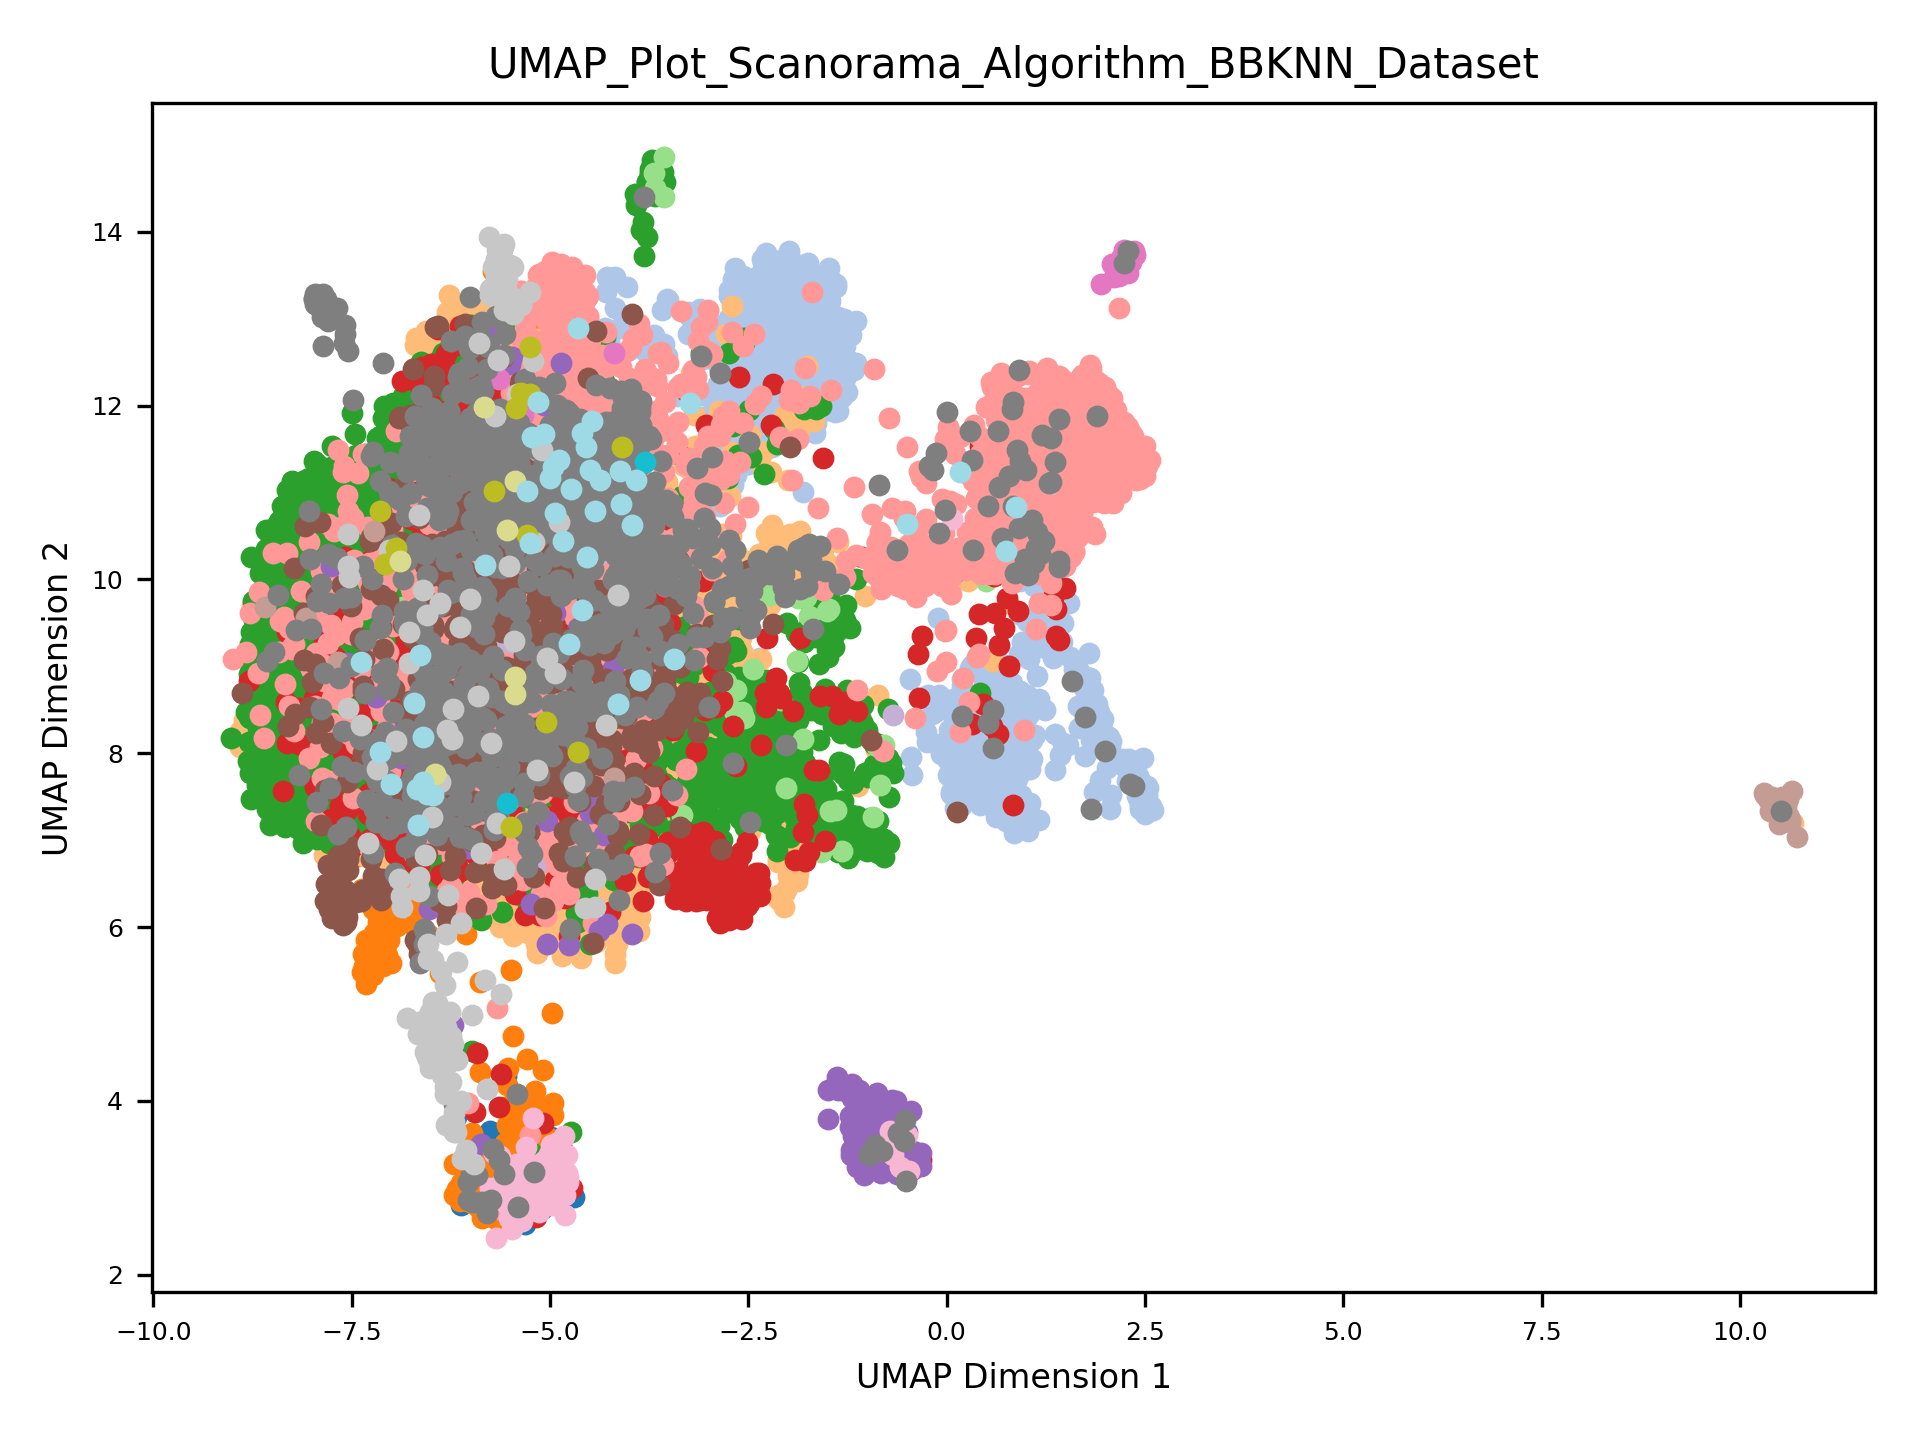 UMAP_Plot_Scanorama_Algorithm_BBKNN_Dataset
UMAP Dimension 2
14
12
10
8
6
4
2
−10.0 −7.5 −5.0 −2.5 0.0 2.5 5.0 7.5 10.0
UMAP Dimension 1